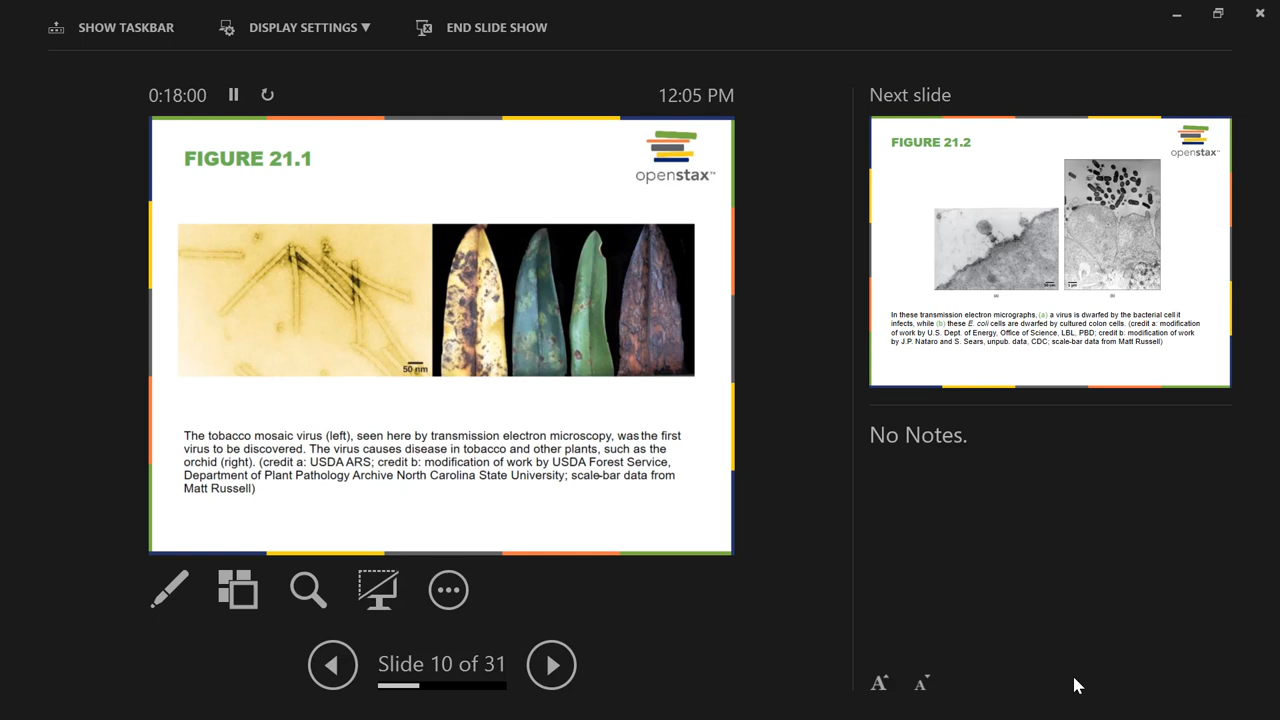 SHOW TASKBAR
DISPLAY SETTINGS ▼
END SLIDE SHOW
0:18:00
12:05 PM
FIGURE 21.1
openstax™
50 nm
The tobacco mosaic virus (left), seen here by transmission electron microscopy, was the first
virus to be discovered. The virus causes disease in tobacco and other plants, such as the
orchid (right). (credit a: USDA ARS; credit b: modification of work by USDA Forest Service,
Department of Plant Pathology Archive North Carolina State University; scale-bar data from
Matt Russell)
Slide 10 of 31
Next slide
FIGURE 21.2
openstax™
(a)
(b)
In these transmission electron micrographs, (a) a virus is dwarfed by the bacterial cell it
infects, while (b) these E. coli cells are dwarfed by cultured colon cells. (credit a: modification
of work by U.S. Dept. of Energy, Office of Science, LBL, PBD; credit b: modification of work
by J.P. Nataro and S. Sears, unpub. data, CDC; scale-bar data from Matt Russell)
No Notes.
A A